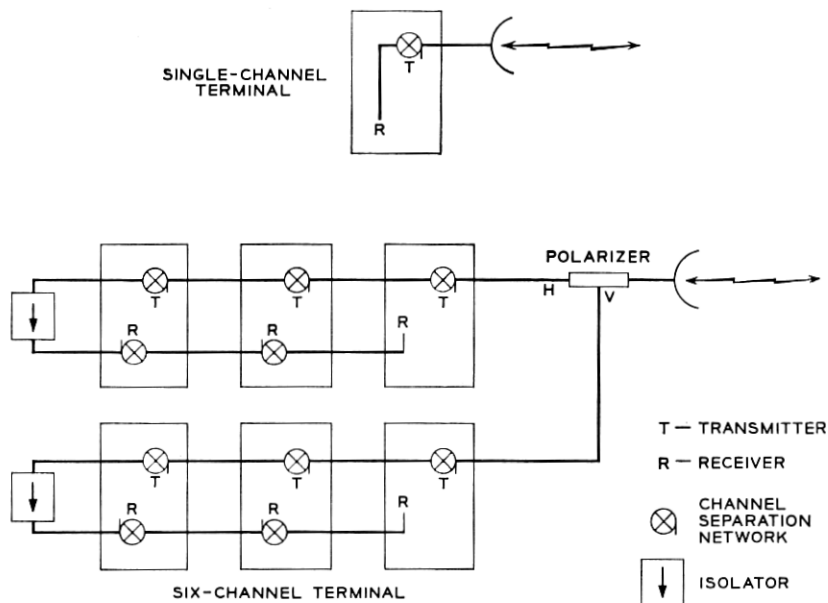 SINGLE-CHANNEL
TERMINAL
T
R
POLARIZER
H
V
T
T
T
R
R
R
T
T
T
R
R
R
SIX-CHANNEL TERMINAL
T — TRANSMITTER
R — RECEIVER
CHANNEL
SEPARATION
NETWORK
ISOLATOR